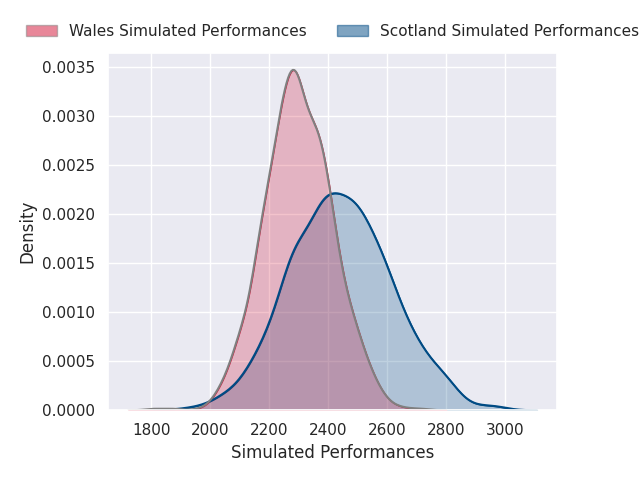 Wales Simulated Performances
Scotland Simulated Performances
0.0035
0.0030
0.0025
0.0020
0.0015
0.0010
0.0005
0.0000
Density
1800 2000 2200 2400 2600 2800 3000
Simulated Performances